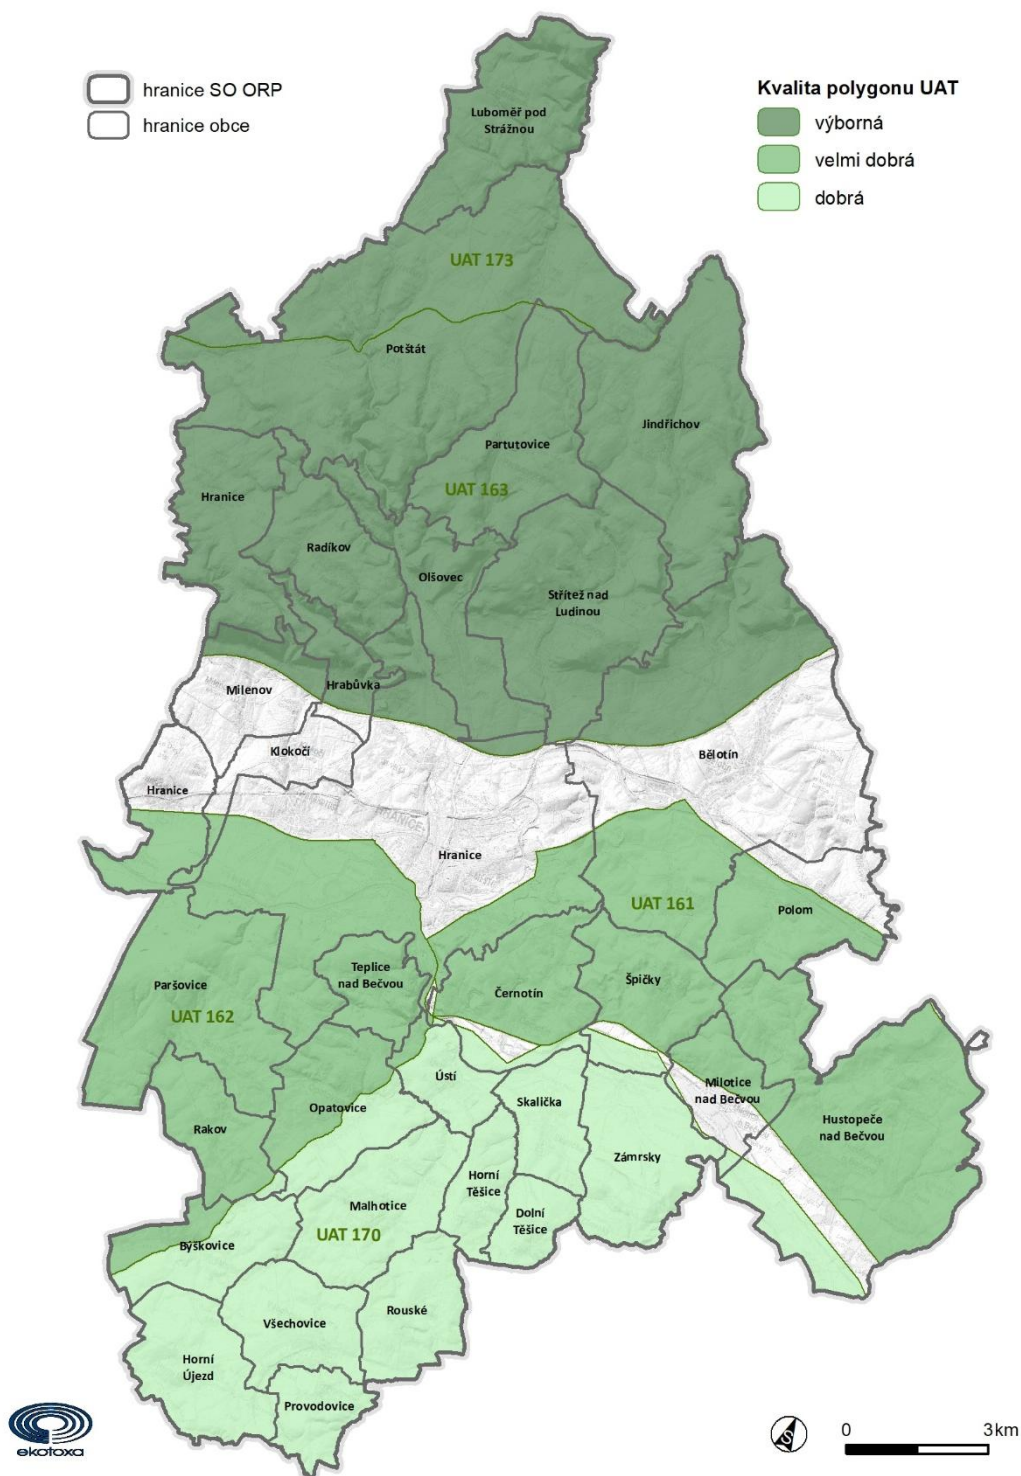 hranice SO ORP
hranice obce
Kvalita polygonu UAT
výborná
velmi dobrá
dobrá
Luboměř pod
Strážnou
UAT 173
Potštát
Jindřichov
Partutovice
UAT 163
Hranice
Radíkov
Olšovec
Střítež nad
Ludinou
Hrabůvka
Milenov
Klokočí
Bělotín
Hranice
HRANICE
Hranice
UAT 161
Polom
Teplice
nad Bečvou
Špičky
Paršovice
Černotín
UAT 162
Ústí
Milotice
nad Bečvou
Skalička
Opatovice
Hustopeče
nad Bečvou
Rakov
Zámrsky
Horní
Těšice
Malhotice
Dolní
Těšice
UAT 170
Býškovice
Rouské
Všechovice
Horní
Újezd
Provodovice
ekotoxa
S
0 3 km